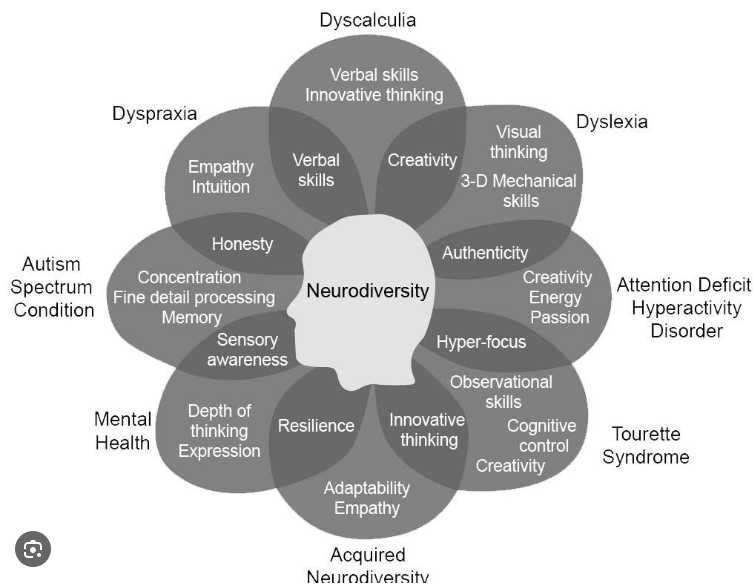 Dyscalculia
Verbal skills
Innovative thinking
Dyspraxia
Dyslexia
Empathy
Intuition
Verbal
skills
Creativity
Visual
thinking
3-D Mechanical
skills
Honesty
Authenticity
Autism
Spectrum
Condition
Concentration
Fine detail processing
Memory
Neurodiversity
Creativity
Energy
Passion
Attention Deficit
Hyperactivity
Disorder
Sensory
awareness
Hyper-focus
Mental
Health
Depth of
thinking
Expression
Resilience
Innovative
thinking
Observational
skills
Cognitive
control
Creativity
Tourette
Syndrome
Adaptability
Empathy
Acquired
Neurodiversity